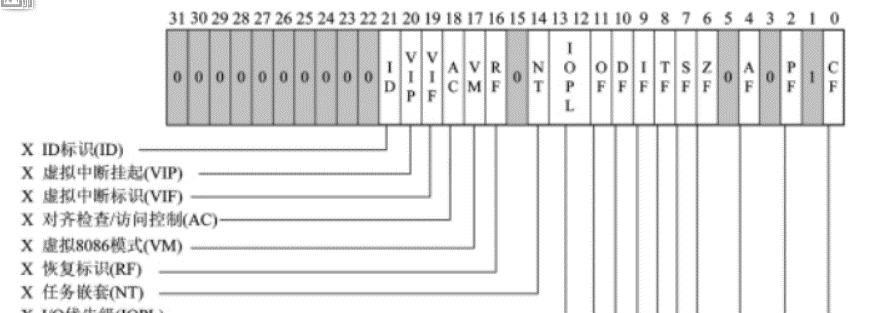 31 30 29 28 27 26 25 24 23 22 21 20 19 18 17 16 15 14 13 12 11 10 9 8 7 6 5 4 3 2 1 0
0 0 0 0 0 0 0 0 0 0 ID VIP VIF AC VM RF 0 NT IOPL OF DF IF TF SF ZF 0 AF 0 PF 1 CF
X ID标识(ID)
X 虚拟中断挂起(VIP)
X 虚拟中断标识(VIF)
X 对齐检查/访问控制(AC)
X 虚拟8086模式(VM)
X 恢复标识(RF)
X 任务嵌套(NT)